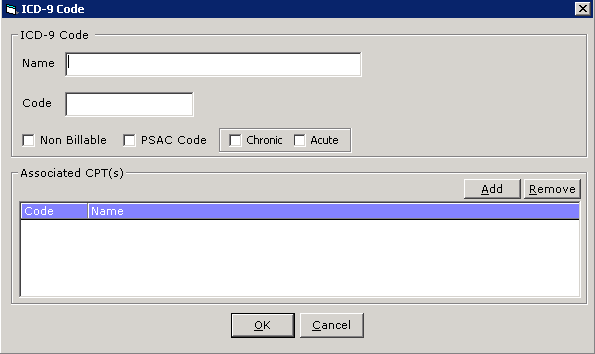 ICD-9 Code
ICD-9 Code
Name
Code
Non Billable PSAC Code Chronic Acute
Associated CPT(s)
Add Remove
Code Name
OK Cancel